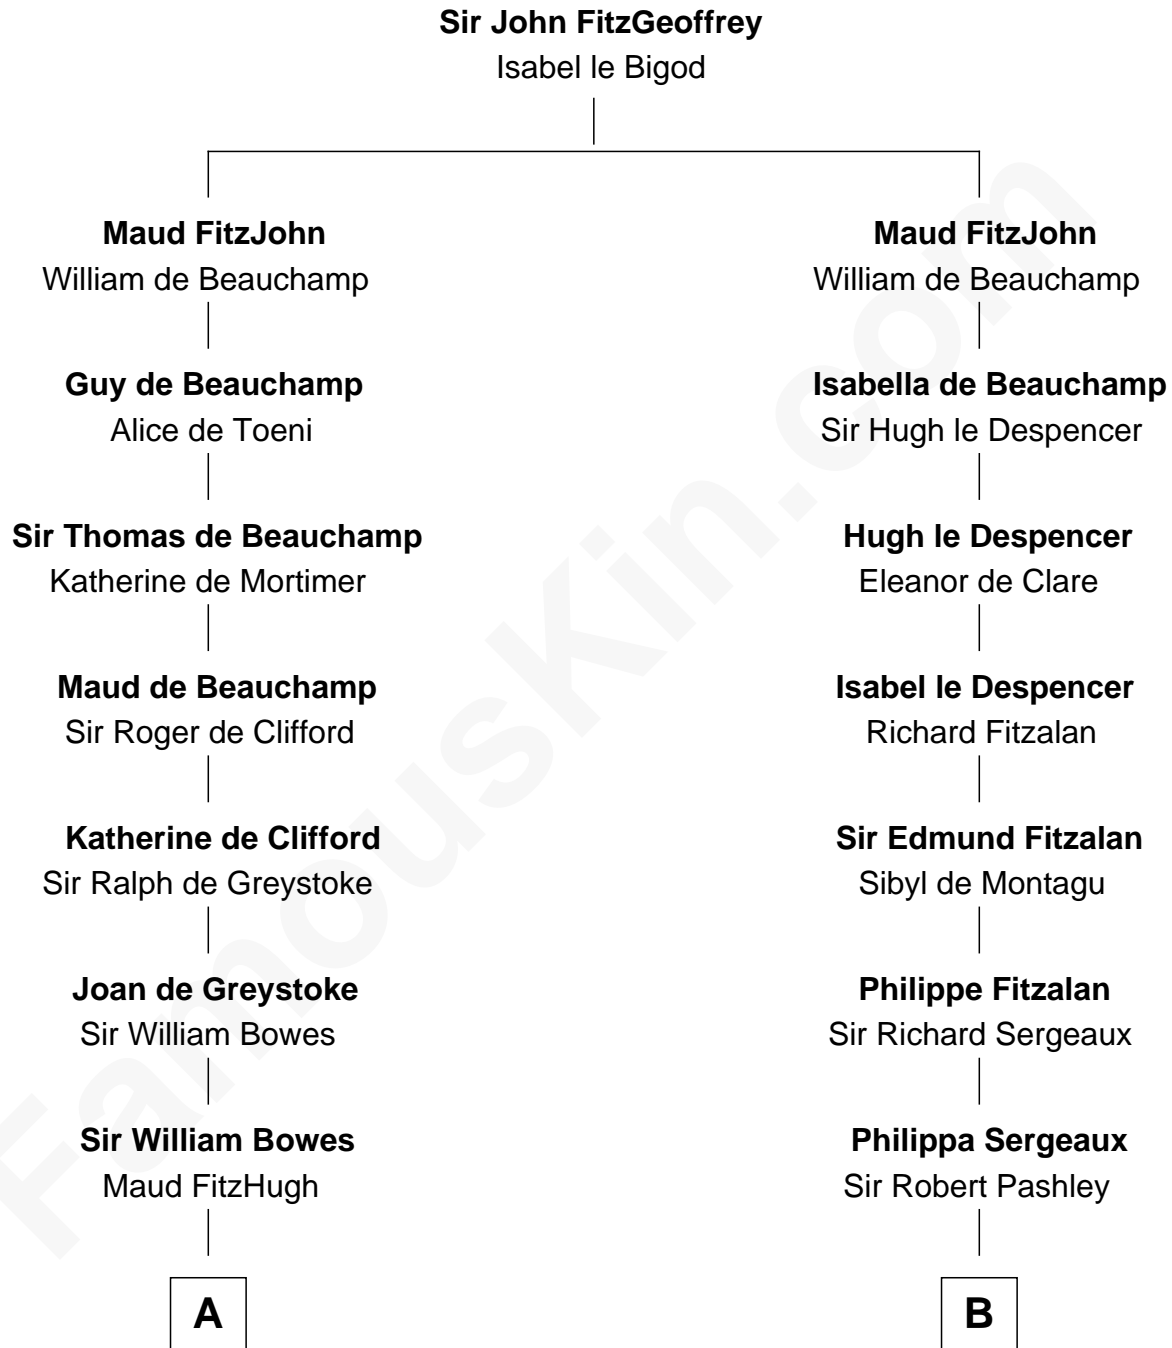 Sir John FitzGeoffrey
Isabel le Bigod
Maud FitzJohn
William de Beauchamp
Maud FitzJohn
William de Beauchamp
Guy de Beauchamp
Alice de Toeni
Isabella de Beauchamp
Sir Hugh le Despencer
Sir Thomas de Beauchamp
Katherine de Mortimer
Hugh le Despencer
Eleanor de Clare
Maud de Beauchamp
Sir Roger de Clifford
Isabel le Despencer
Richard Fitzalan
Katherine de Clifford
Sir Ralph de Greystoke
Sir Edmund Fitzalan
Sibyl de Montagu
Joan de Greystoke
Sir William Bowes
Philippe Fitzalan
Sir Richard Sergeaux
Sir William Bowes
Maud FitzHugh
Philippa Sergeaux
Sir Robert Pashley
A
B
FamousKin.com